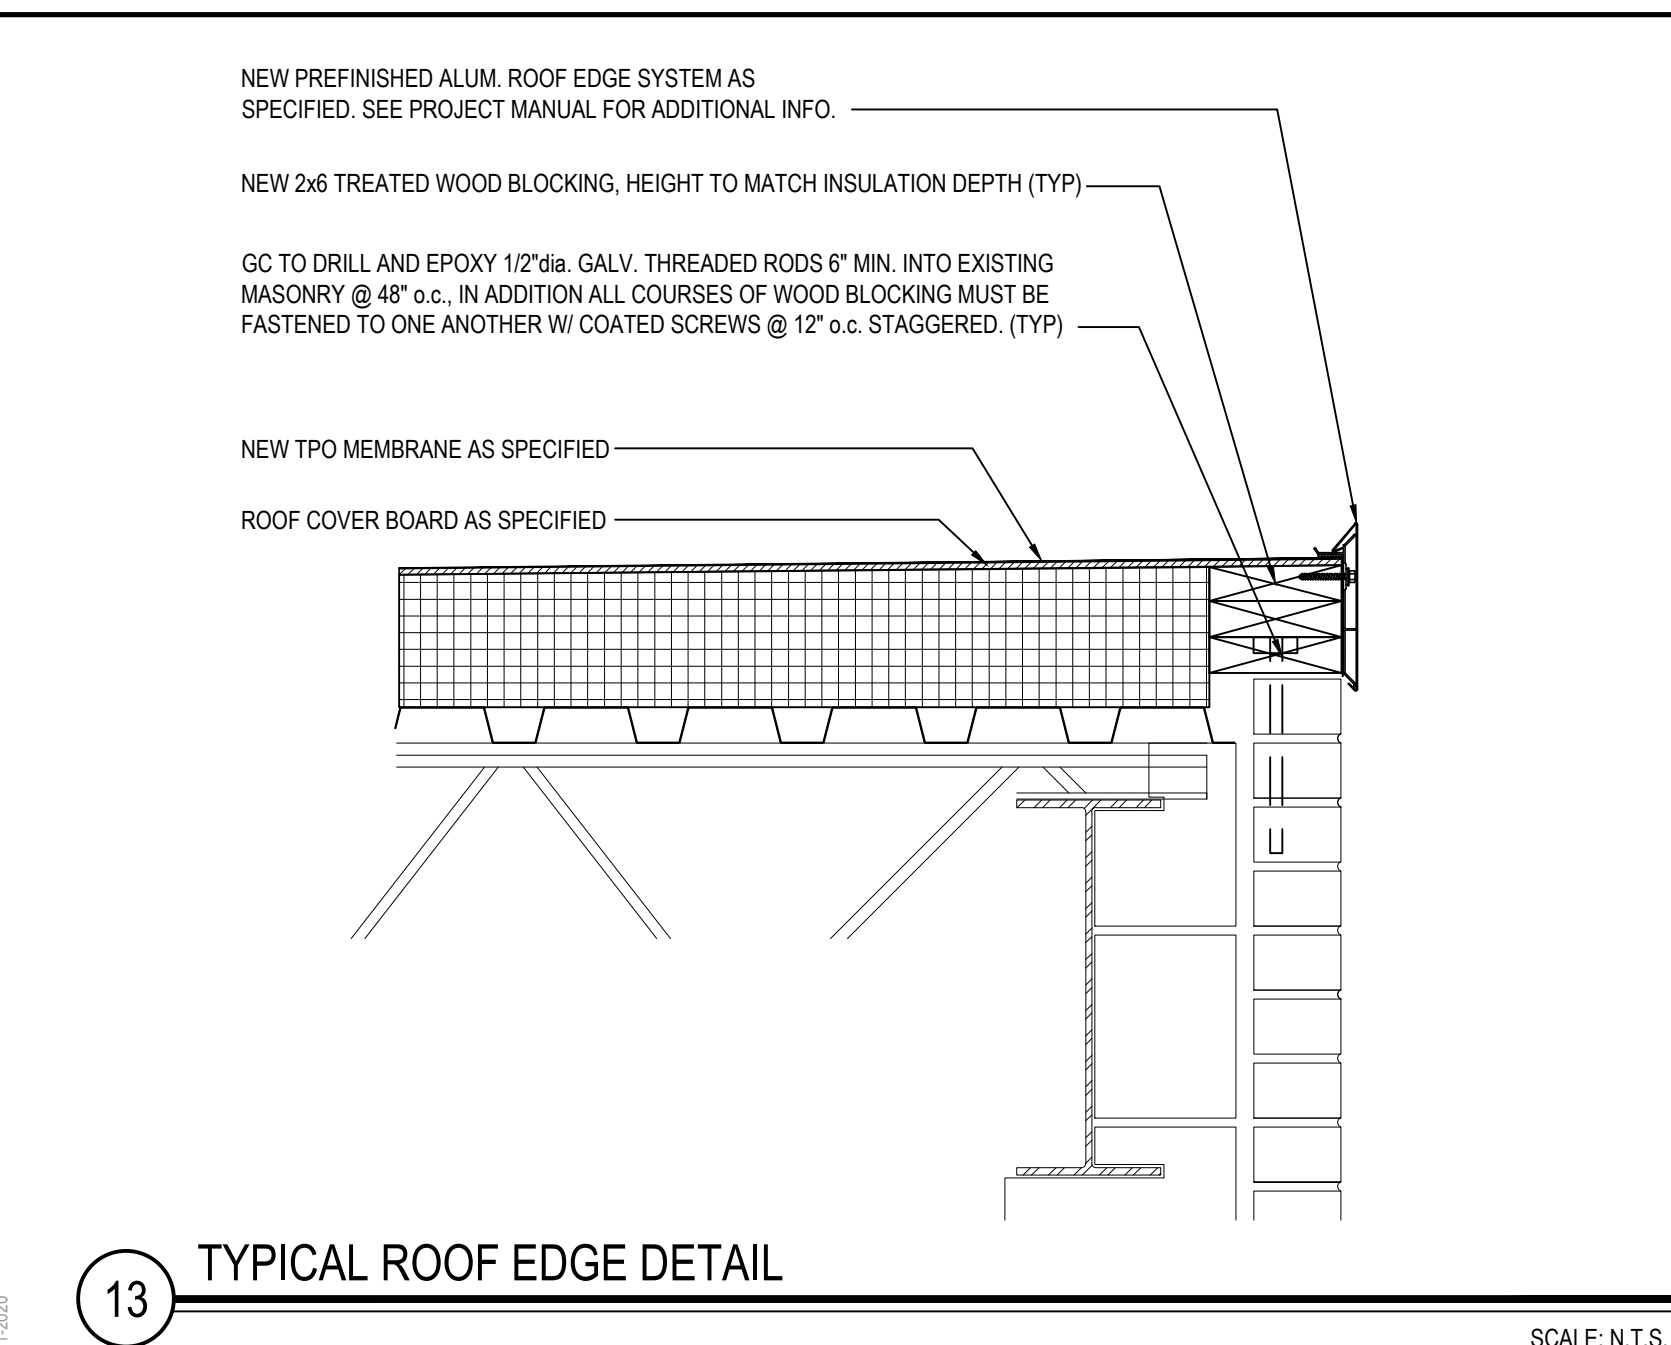 NEW PREFINISHED ALUM. ROOF EDGE SYSTEM AS
SPECIFIED. SEE PROJECT MANUAL FOR ADDITIONAL INFO.
NEW 2x6 TREATED WOOD BLOCKING, HEIGHT TO MATCH INSULATION DEPTH (TYP)
GC TO DRILL AND EPOXY 1/2"dia. GALV. THREADED RODS 6" MIN. INTO EXISTING
MASONRY @ 48" o.c., IN ADDITION ALL COURSES OF WOOD BLOCKING MUST BE
FASTENED TO ONE ANOTHER W/ COATED SCREWS @ 12" o.c. STAGGERED. (TYP)
NEW TPO MEMBRANE AS SPECIFIED
ROOF COVER BOARD AS SPECIFIED
TYPICAL ROOF EDGE DETAIL
13
SCALE: N.T.S.